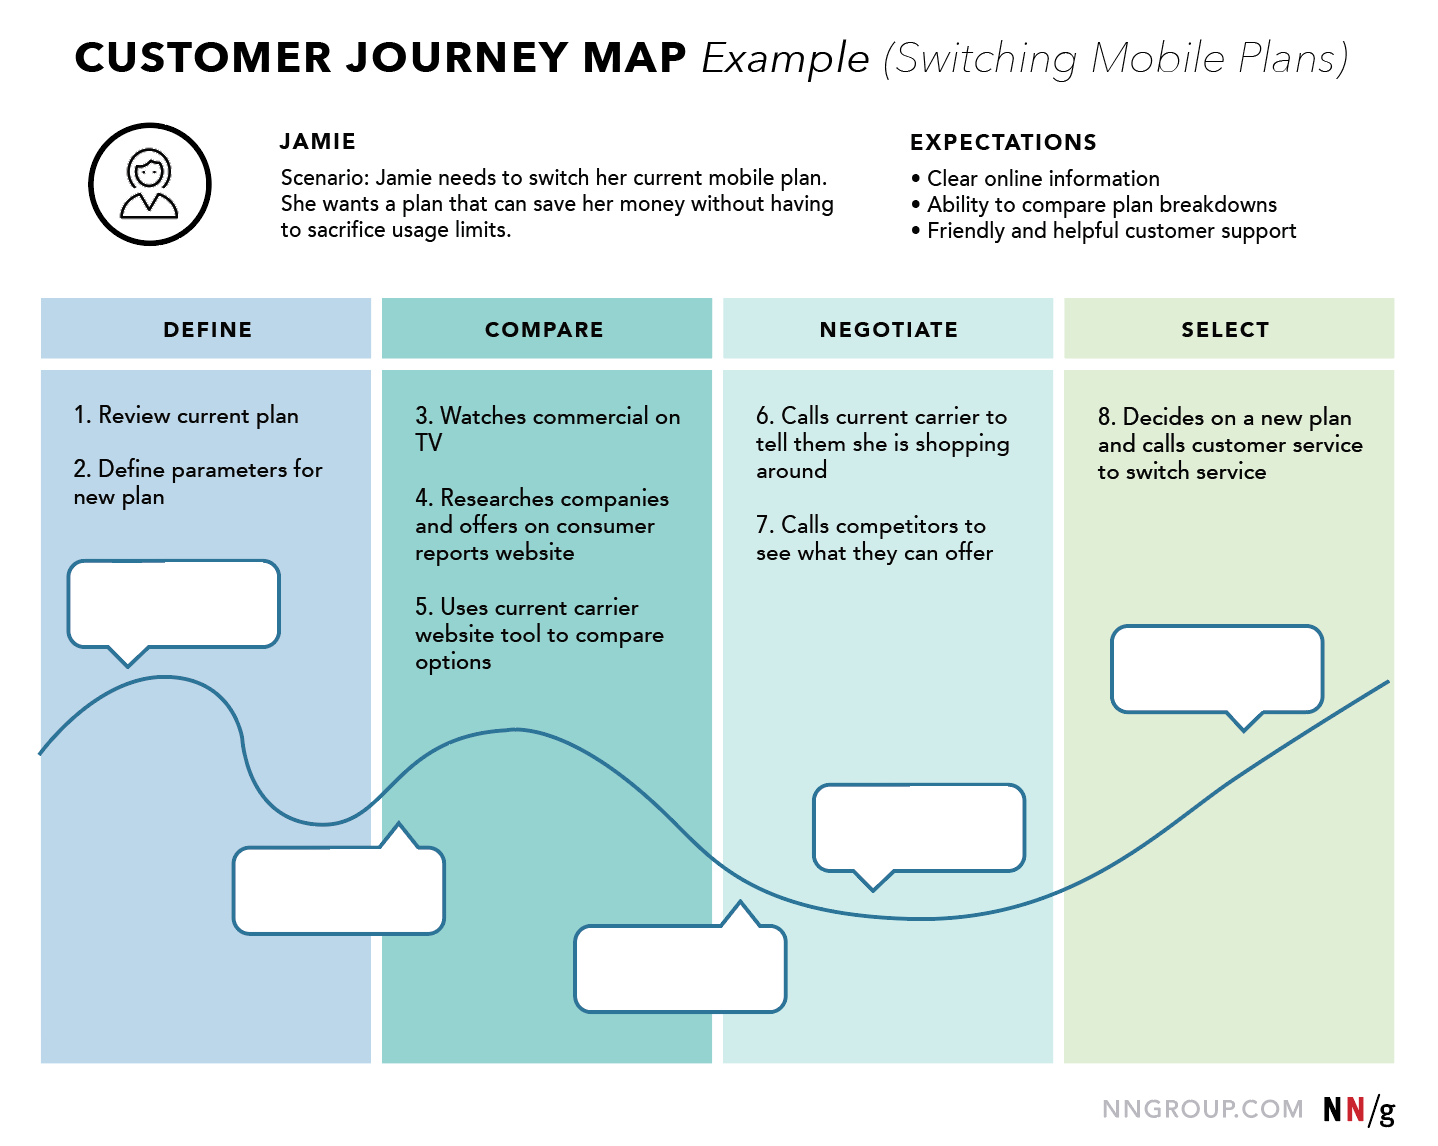 CUSTOMER JOURNEY MAP Example (Switching Mobile Plans)
JAMIE
Scenario: Jamie needs to switch her current mobile plan.
She wants a plan that can save her money without having
to sacrifice usage limits.
EXPECTATIONS
• Clear online information
• Ability to compare plan breakdowns
• Friendly and helpful customer support
DEFINE
1. Review current plan
2. Define parameters for
new plan
COMPARE
3. Watches commercial on
TV
4. Researches companies
and offers on consumer
reports website
5. Uses current carrier
website tool to compare
options
NEGOTIATE
6. Calls current carrier to
tell them she is shopping
around
7. Calls competitors to
see what they can offer
SELECT
8. Decides on a new plan
and calls customer service
to switch service
NNGROUP.COM NN/g